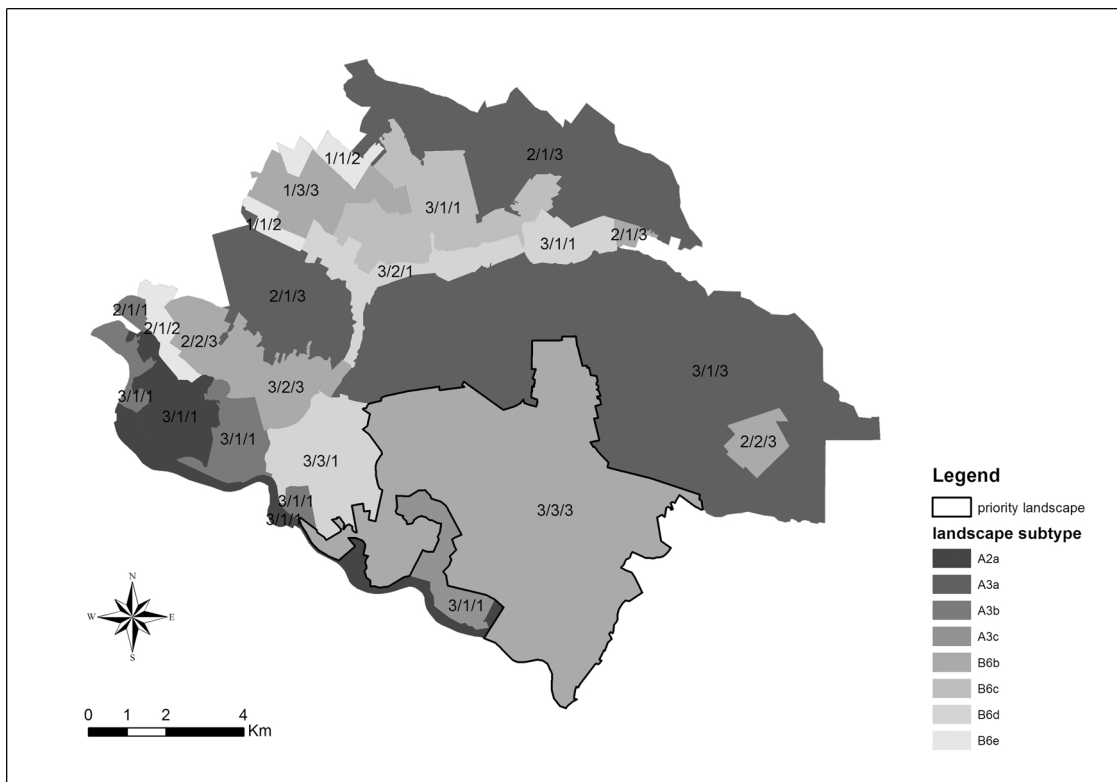 2/1/3
1/1/2
1/3/3
3/1/1
1/1/2
2/1/3
3/1/1
3/2/1
2/1/3
2/1/1
2/1/2
2/2/3
3/1/3
3/2/3
3/1/1
3/1/1
3/1/1
2/2/3
3/3/1
3/1/1
3/1/1
3/3/3
3/1/1
Legend
priority landscape
landscape subtype
A2a
A3a
A3b
A3c
B6b
B6c
B6d
B6e
N
W E
S
0 1 2 4
Km